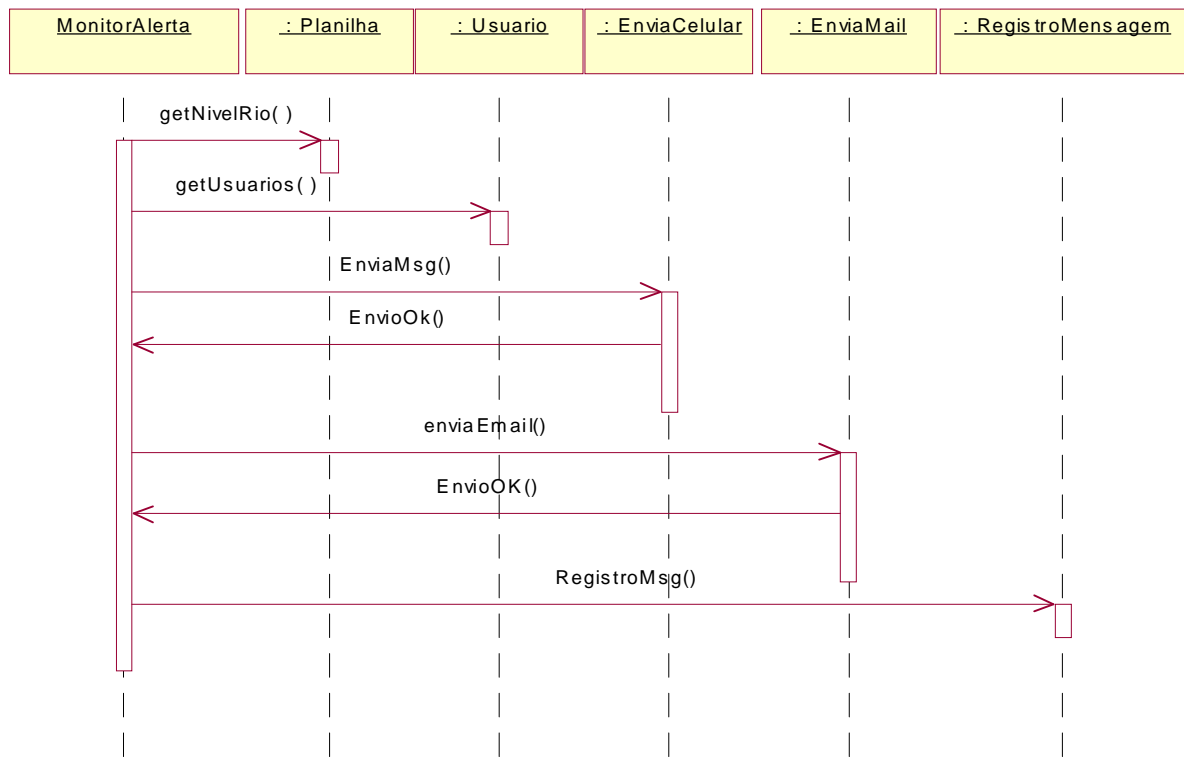 MonitorAlerta
: Planilha
: Usuario
: EnviaCelular
: EnviaMail
: RegistroMensagem
getNivelRio( )
getUsuarios( )
EnviaMsg()
EnvioOk()
enviaEmail()
EnvioOK()
RegistroMsg()